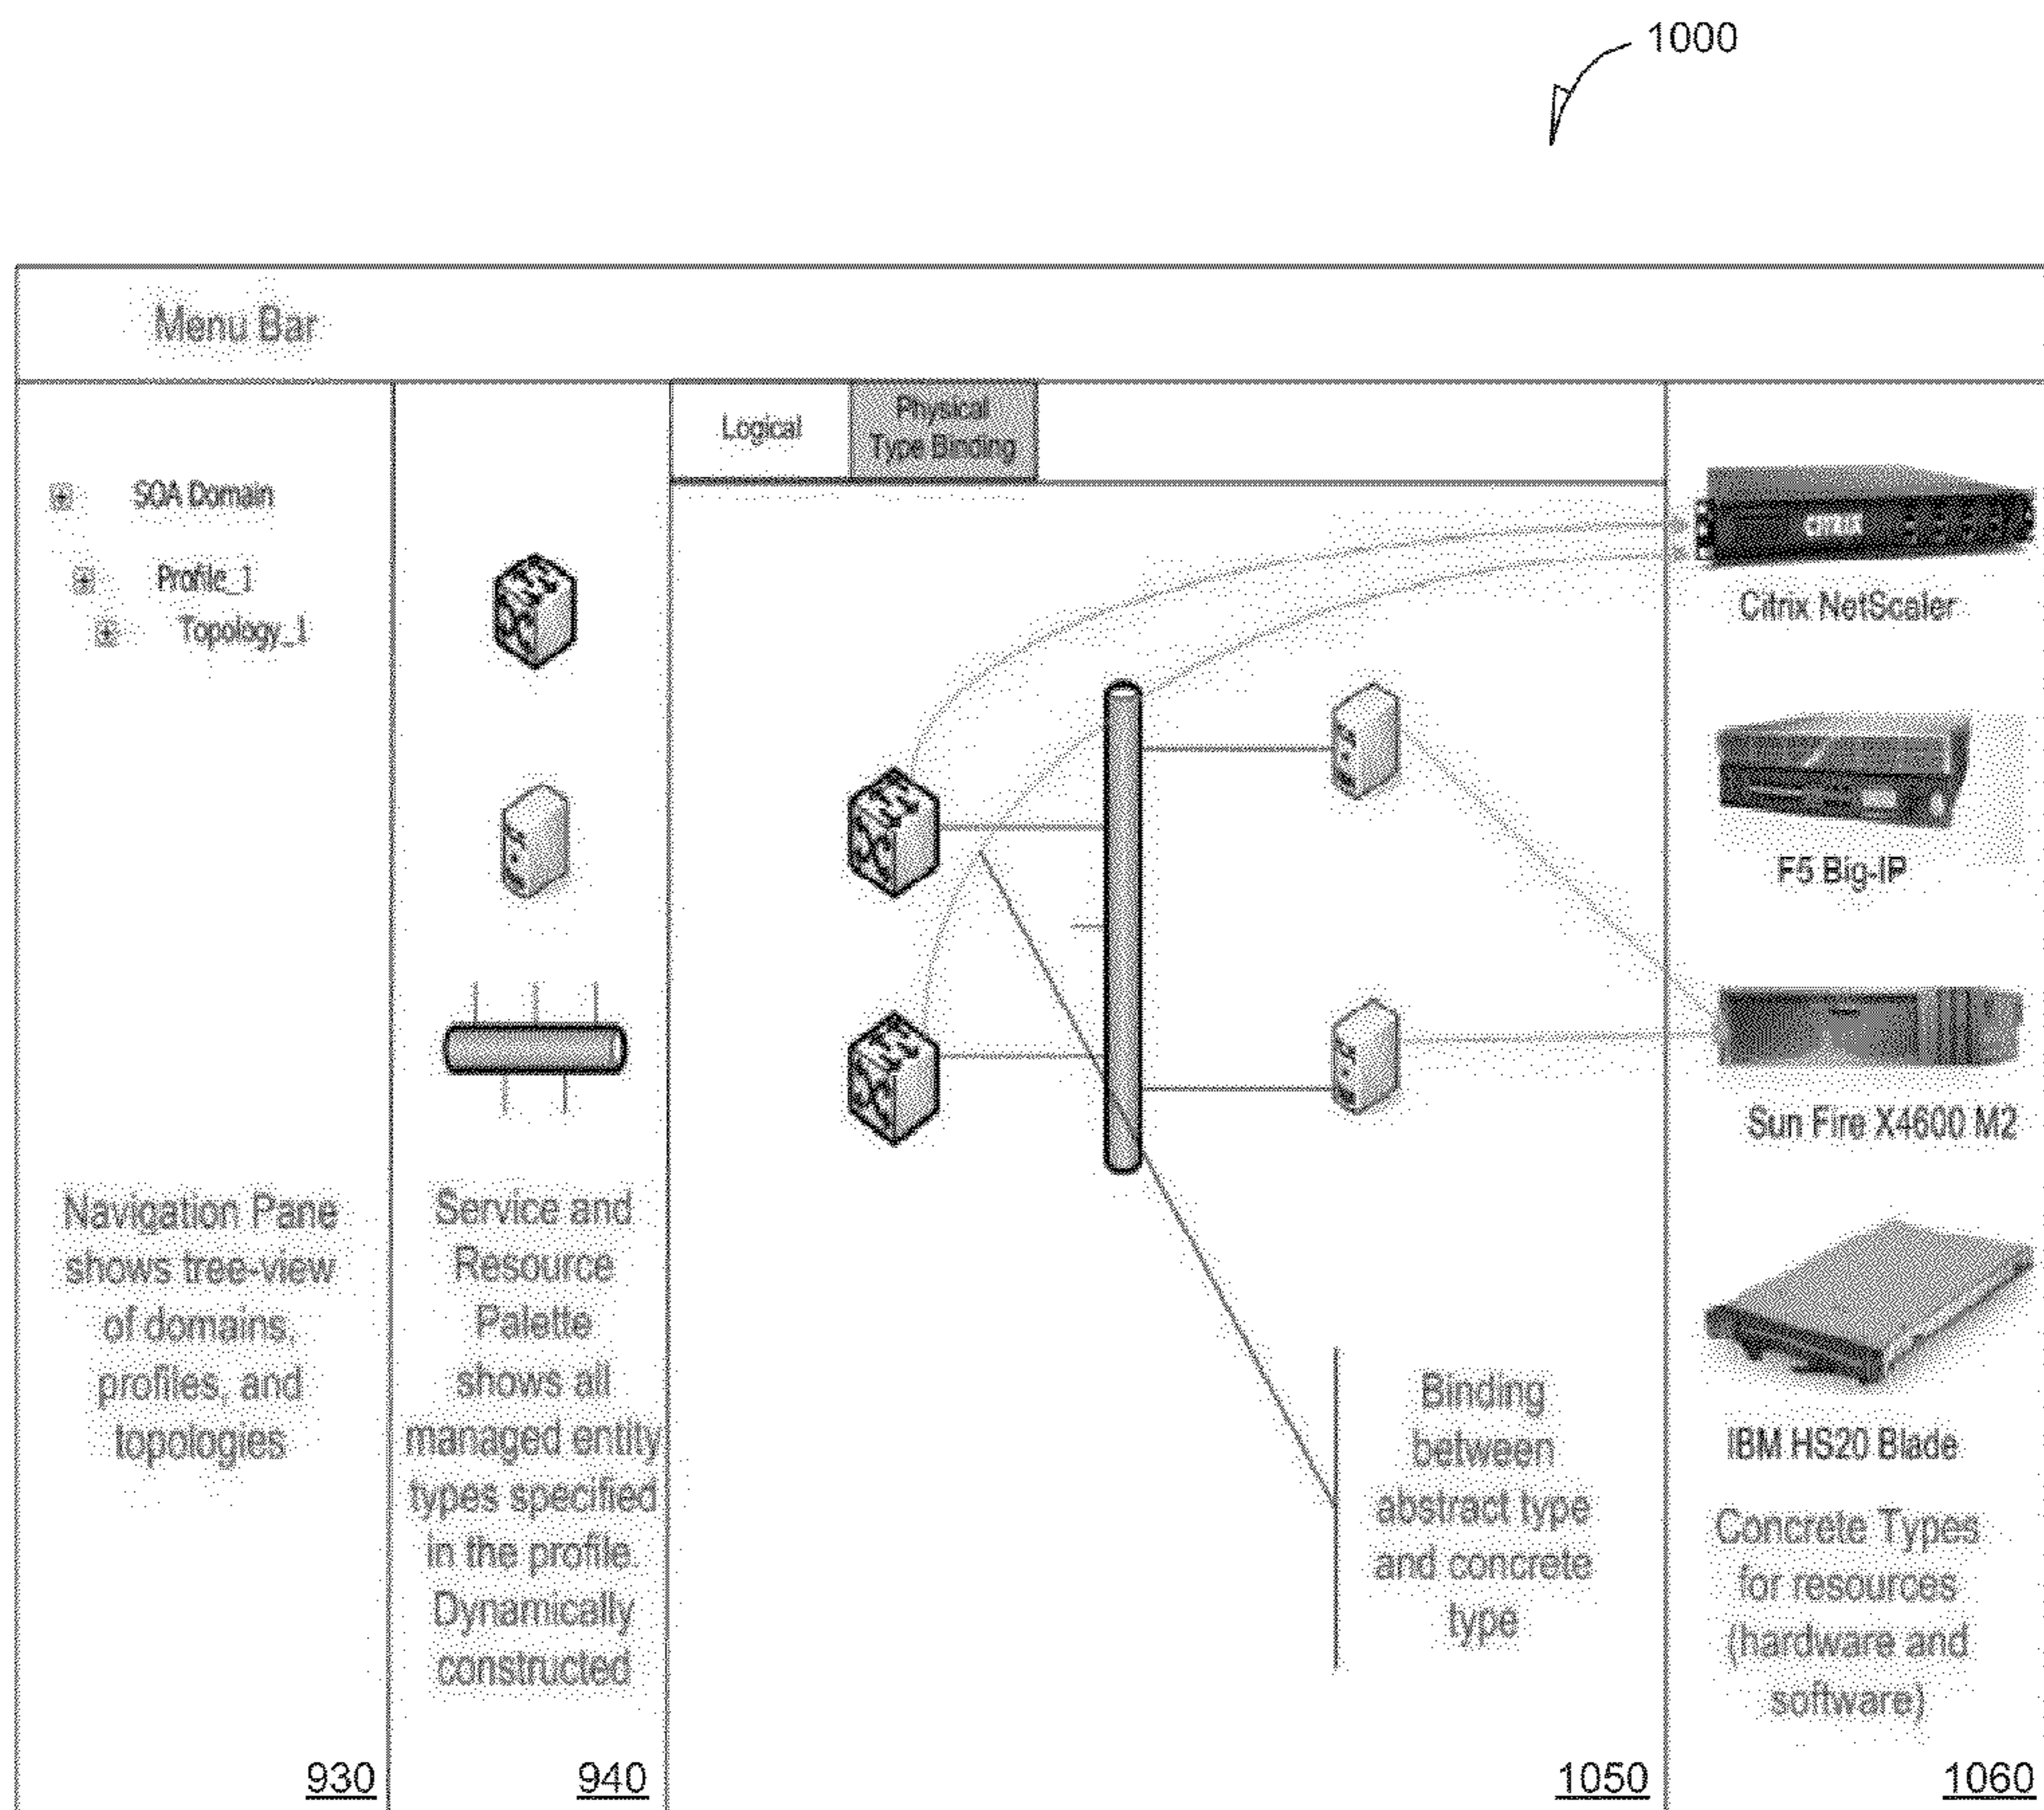 1000
Menu Bar
SOA Domain
Profile_1
Topology_1
Navigation Pane
shows tree-view
of domains,
profiles, and
topologies
930
Service and
Resource
Palette
shows all
managed entity
types specified
in the profile.
Dynamically
constructed
940
Logical
Physical
Type Binding
Binding
between
abstract type
and concrete
type
1050
CITRIX
Citrix NetScaler
F5 Big-IP
Sun Fire X4600 M2
IBM HS20 Blade
Concrete Types
for resources
(hardware and
software)
1060